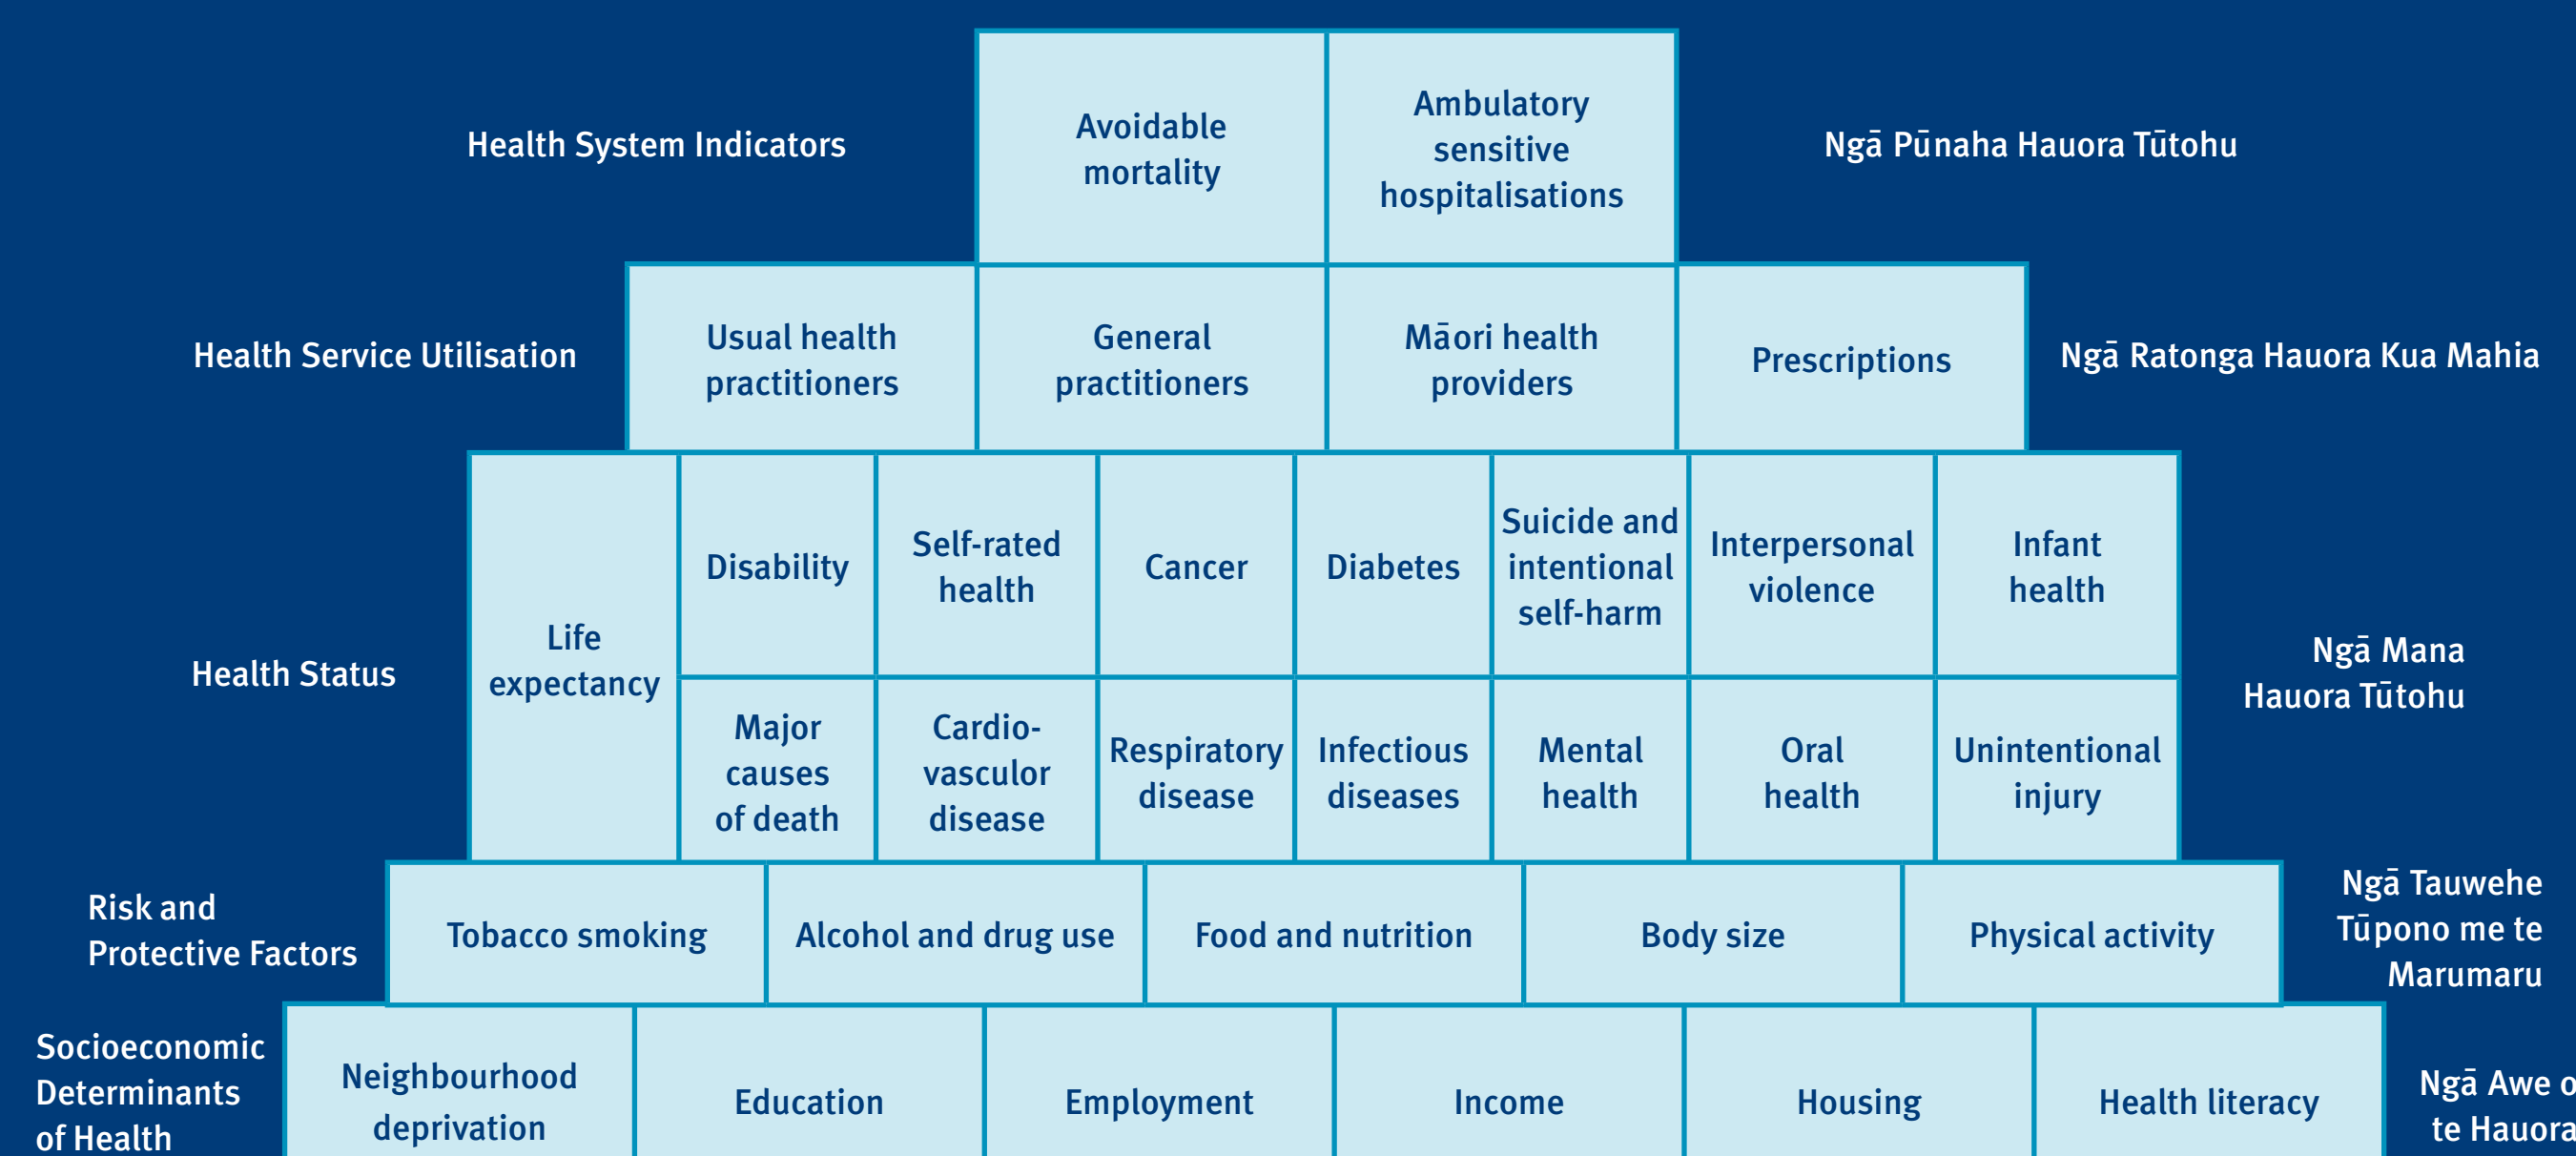 Health System Indicators
Avoidable
mortality
Ambulatory
sensitive
hospitalisations
Ngā Pūnaha Hauora Tūtohu
Health Service Utilisation
Usual health
practitioners
General
practitioners
Māori health
providers
Prescriptions
Ngā Ratonga Hauora Kua Mahia
Health Status
Life
expectancy
Disability
Self-rated
health
Cancer
Diabetes
Suicide and
intentional
self-harm
Interpersonal
violence
Infant
health
Major
causes
of death
Cardio-
vasculor
disease
Respiratory
disease
Infectious
diseases
Mental
health
Oral
health
Unintentional
injury
Ngā Mana
Hauora Tūtohu
Risk and
Protective Factors
Tobacco smoking
Alcohol and drug use
Food and nutrition
Body size
Physical activity
Ngā Tauwehe
Tūpono me te
Marumaru
Socioeconomic
Determinants
of Health
Neighbourhood
deprivation
Education
Employment
Income
Housing
Health literacy
Ngā Awe o
te Hauora